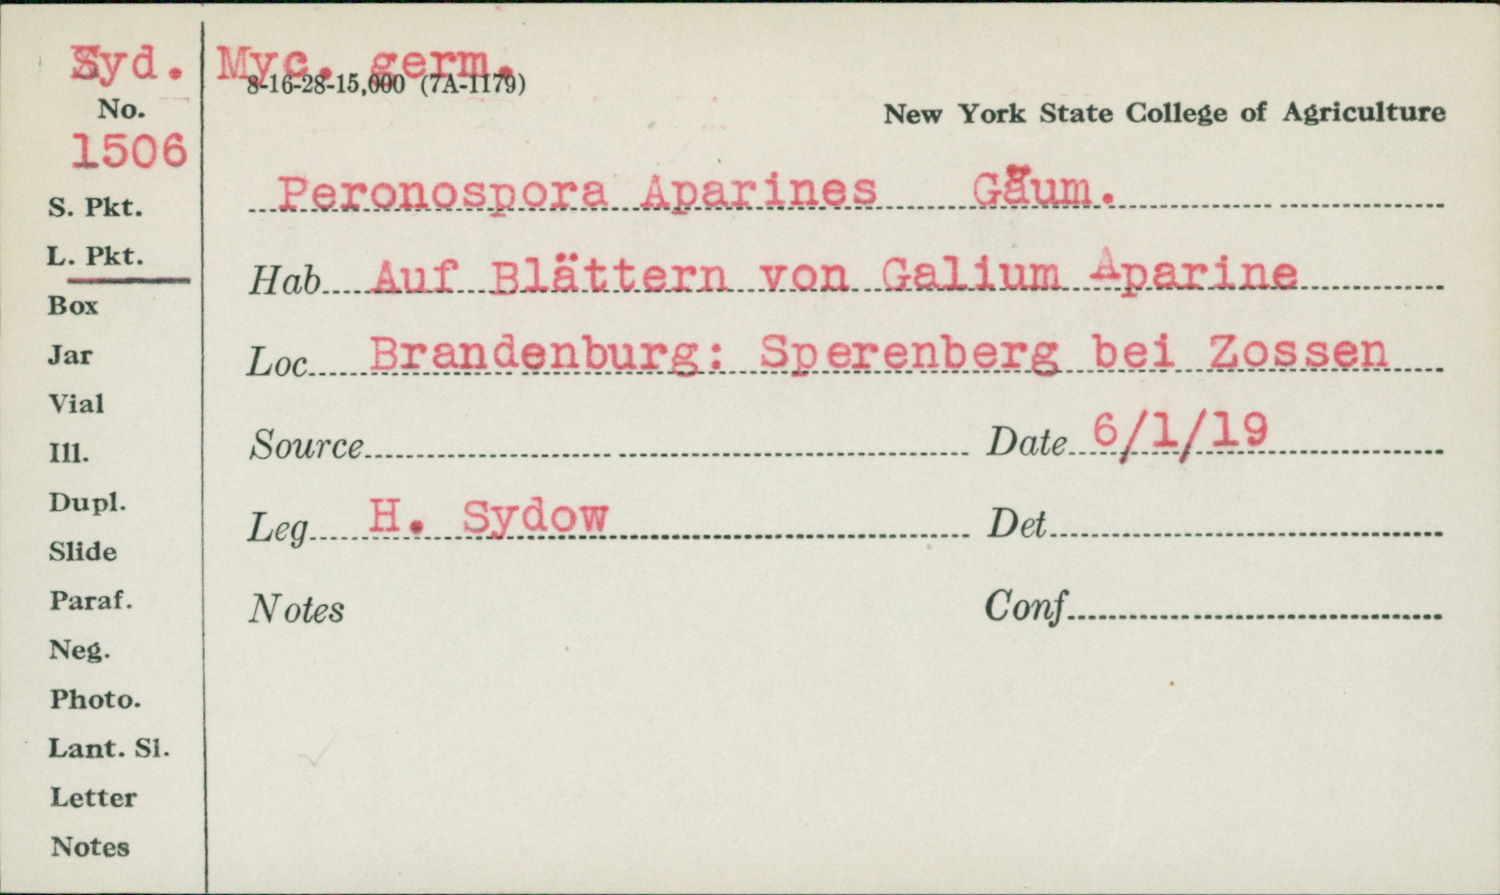 Syd. Myc. germ.
8-16-28-15,000 (7A-1179)
No.
New York State College of Agriculture
1506
Peronospora Aparines Gäum.
S. Pkt.
L. Pkt.
Hab. Auf Blättern von Galium Aparine
Box
Jar
Loc. Brandenburg: Sperenberg bei Zossen
Vial
Ill.
Source Date 6/1/19
Dupl.
Leg. H. Sydow Det.
Slide
Paraf.
Notes Conf.
Neg.
Photo.
Lant. Sl.
Letter
Notes